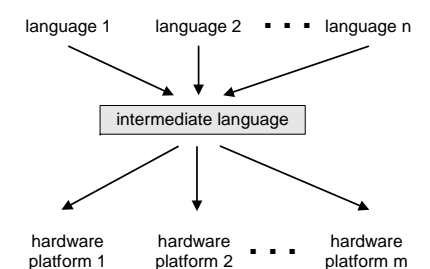 language 1 language 2 ▪ ▪ ▪ language n
intermediate language
hardware hardware hardware
platform 1 platform 2 ▪ ▪ ▪ platform m